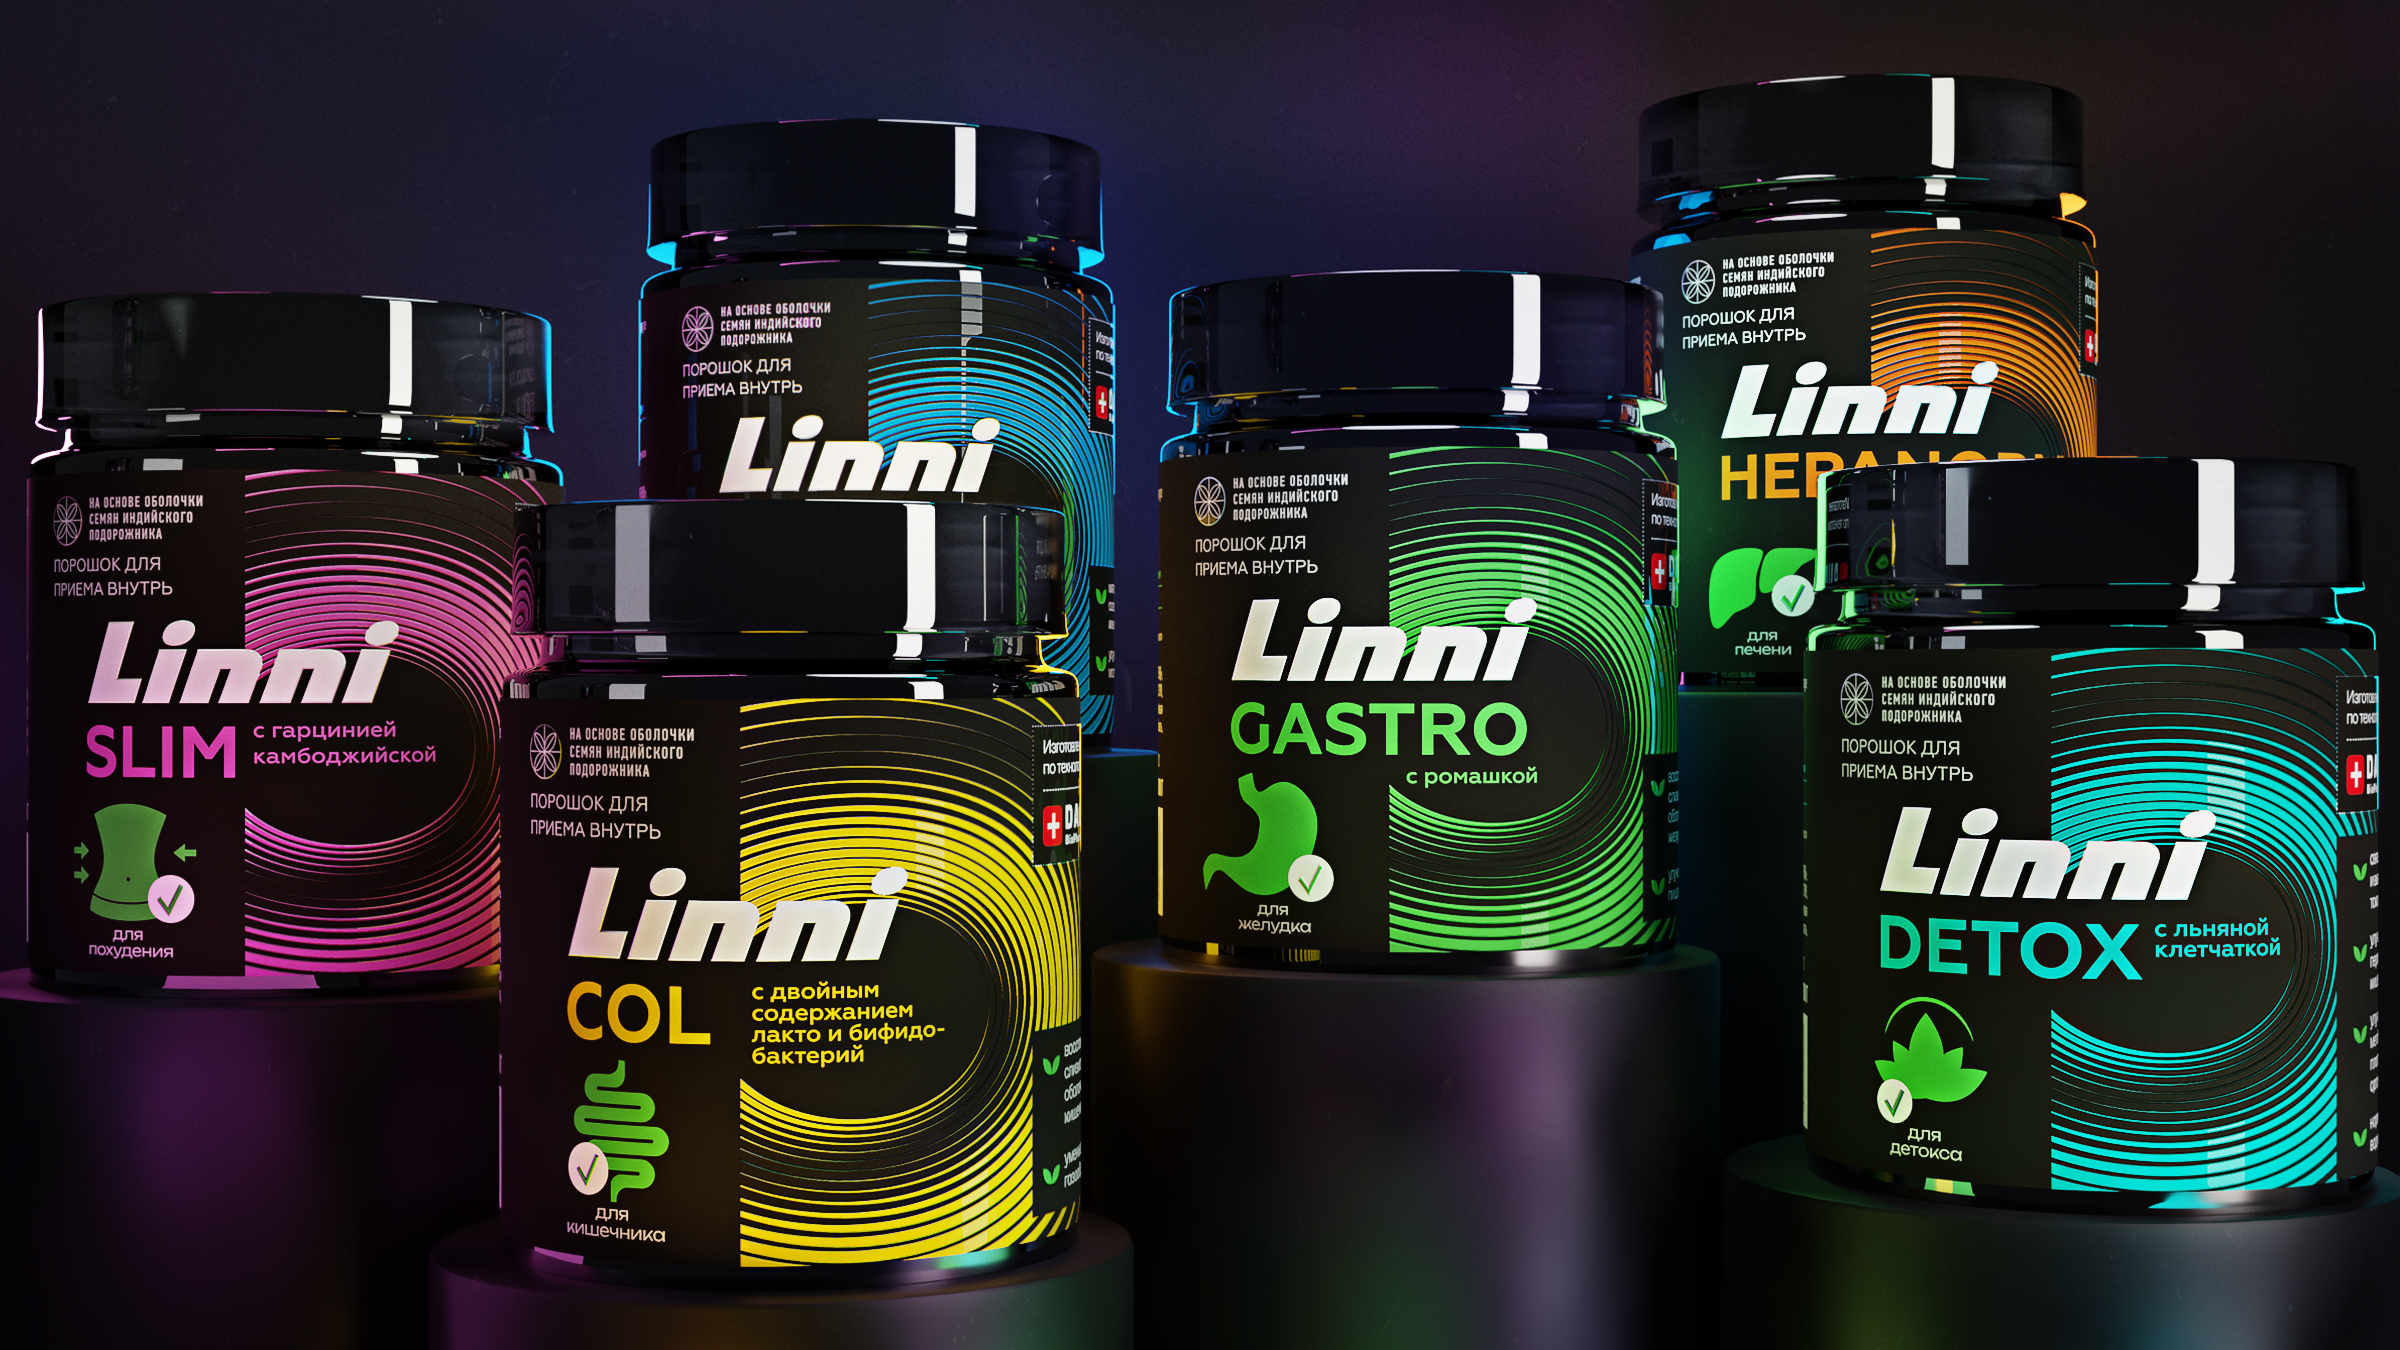 НА ОСНОВЕ ОБОЛОЧКИ
СЕМЯН ИНДИЙСКОГО
ПОДОРОЖНИКА
ПОРОШОК ДЛЯ
ПРИЕМА ВНУТРЬ
Linni
SLIM
с гарцинией
камбоджийской
для
похудения
НА ОСНОВЕ ОБОЛОЧКИ
СЕМЯН ИНДИЙСКОГО
ПОДОРОЖНИКА
ПОРОШОК ДЛЯ
ПРИЕМА ВНУТРЬ
Linni
НА ОСНОВЕ ОБОЛОЧКИ
СЕМЯН ИНДИЙСКОГО
ПОДОРОЖНИКА
ПОРОШОК ДЛЯ
ПРИЕМА ВНУТРЬ
Linni
COL
с двойным
содержанием
лакто и бифидо-
бактерий
для
кишечника
НА ОСНОВЕ ОБОЛОЧКИ
СЕМЯН ИНДИЙСКОГО
ПОДОРОЖНИКА
ПОРОШОК ДЛЯ
ПРИЕМА ВНУТРЬ
Linni
GASTRO
с ромашкой
для
желудка
НА ОСНОВЕ ОБОЛОЧКИ
СЕМЯН ИНДИЙСКОГО
ПОДОРОЖНИКА
ПОРОШОК ДЛЯ
ПРИЕМА ВНУТРЬ
Linni
для
печени
НА ОСНОВЕ ОБОЛОЧКИ
СЕМЯН ИНДИЙСКОГО
ПОДОРОЖНИКА
ПОРОШОК ДЛЯ
ПРИЕМА ВНУТРЬ
Linni
DETOX
с льняной
клетчаткой
для
детокса